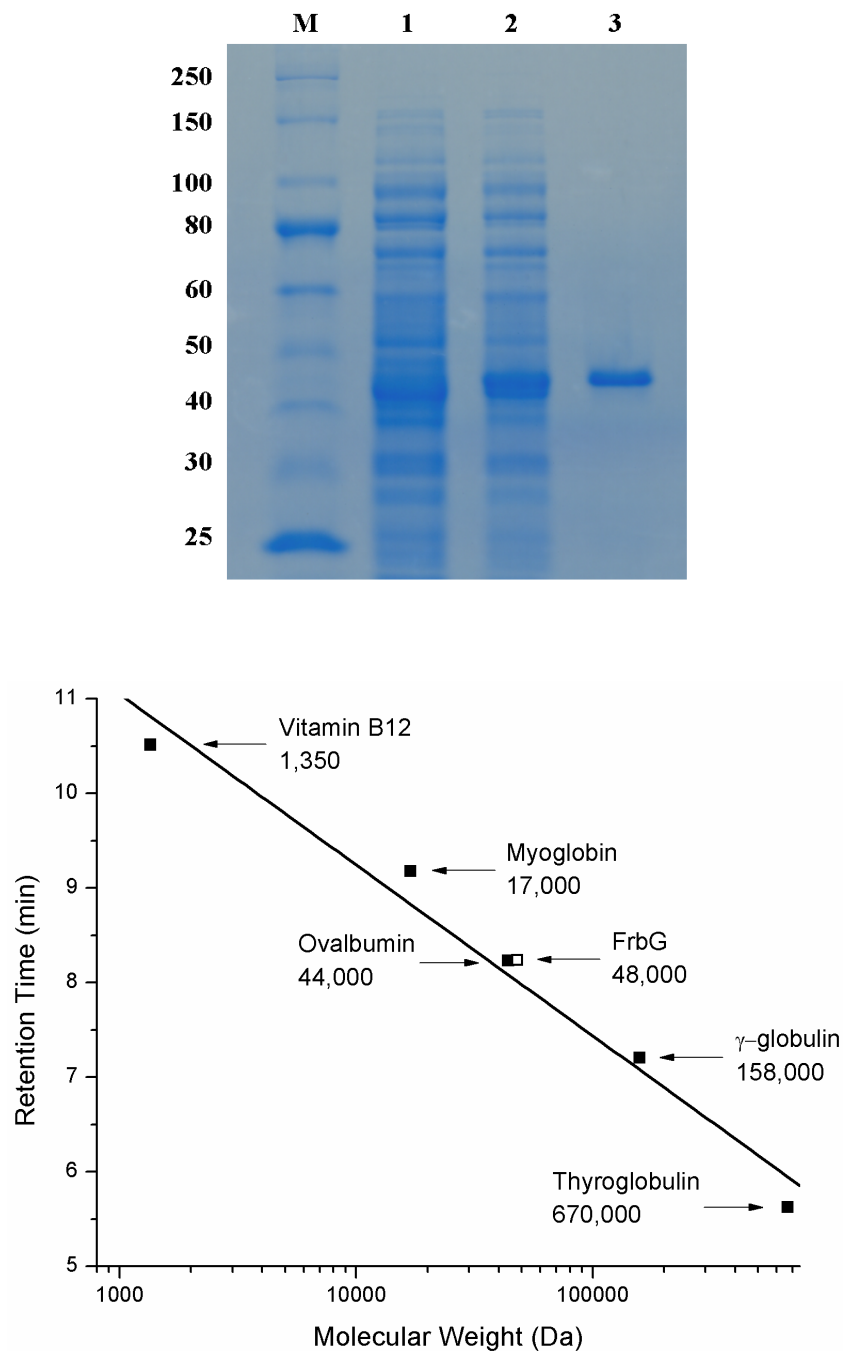 M 1 2 3
250
150
100
80
60
50
40
30
25
11
10
9
8
7
6
5
Retention Time (min)
Vitamin B12
1,350
Myoglobin
17,000
Ovalbumin
44,000
FrbG
48,000
γ−globulin
158,000
Thyroglobulin
670,000
1000 10000 100000
Molecular Weight (Da)